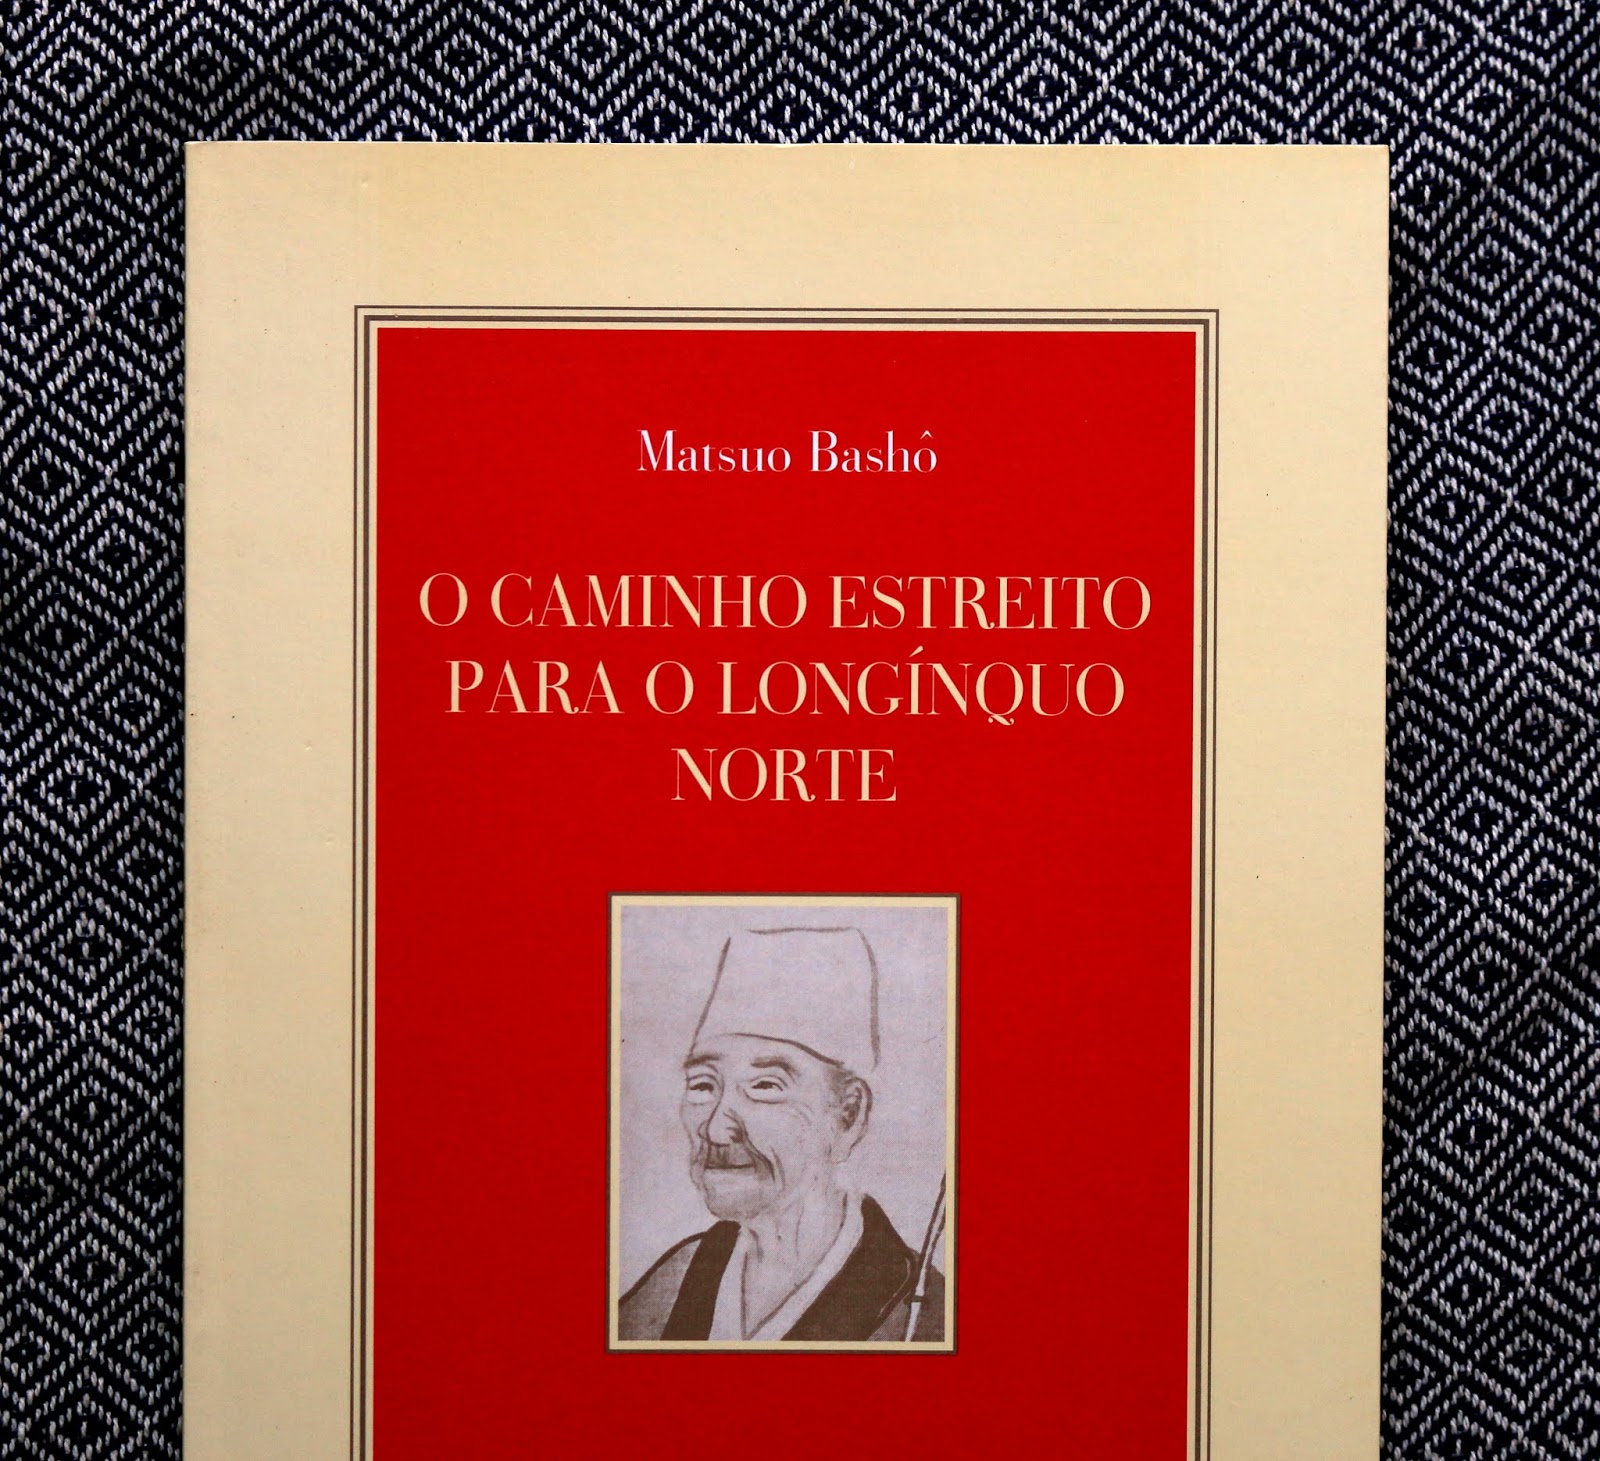 Matsuo Bashô
O CAMINHO ESTREITO
PARA O LONGÍNQUO
NORTE